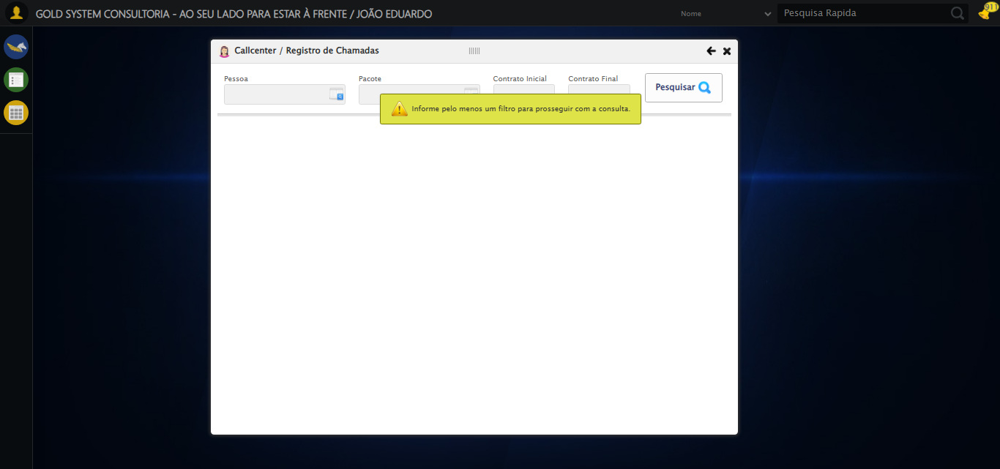 GOLD SYSTEM CONSULTORIA - AO SEU LADO PARA ESTAR À FRENTE / JOÃO EDUARDO
Nome
Pesquisa Rapida
911
Callcenter / Registro de Chamadas
Pessoa
Pacote
Contrato Inicial
Contrato Final
Pesquisar
Informe pelo menos um filtro para prosseguir com a consulta.